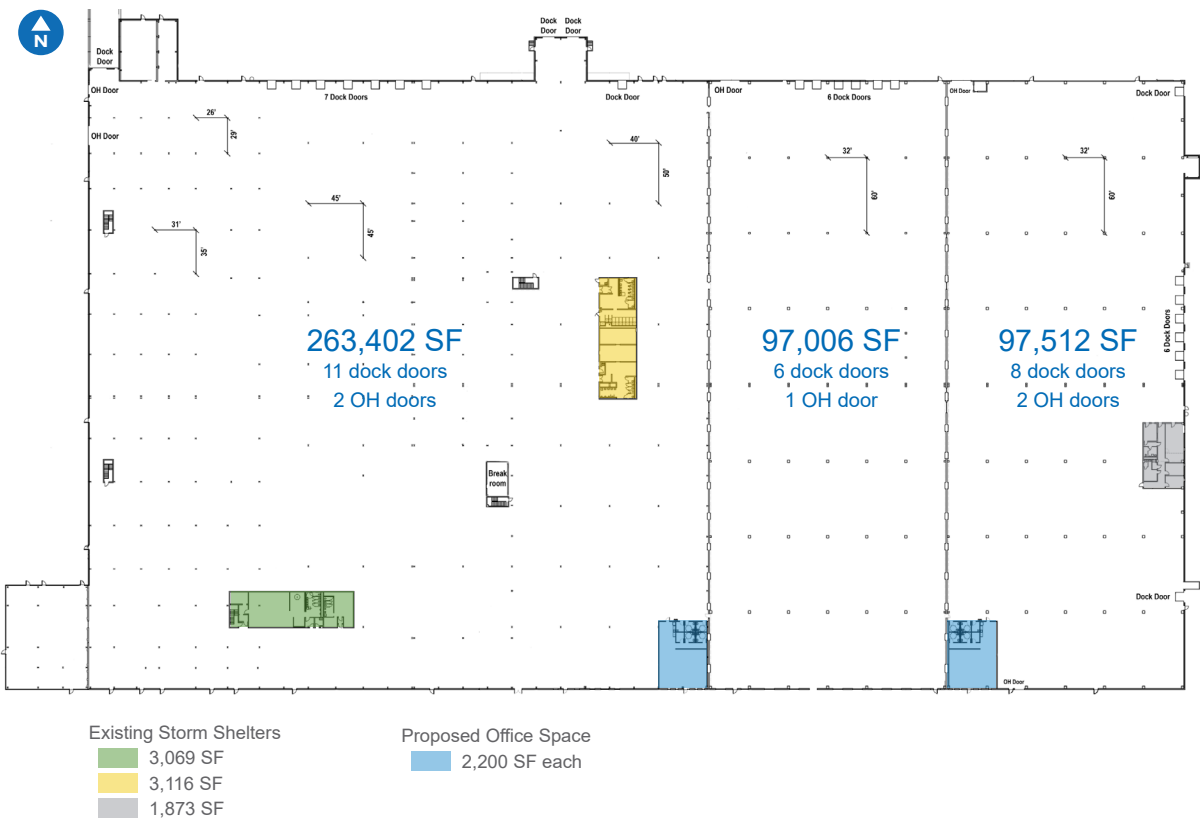 N
Dock
Door
Dock
Door
Dock
Door
OH Door
7 Dock Doors
Dock Door
OH Door
6 Dock Doors
OH Door
Dock Door
26'
29'
OH Door
40'
50'
32'
60'
32'
60'
45'
45'
31'
35'
263,402 SF
11 dock doors
2 OH doors
97,006 SF
6 dock doors
1 OH door
97,512 SF
8 dock doors
2 OH doors
6 Dock Doors
Break
room
Dock Door
OH Door
Existing Storm Shelters
3,069 SF
3,116 SF
1,873 SF
Proposed Office Space
2,200 SF each